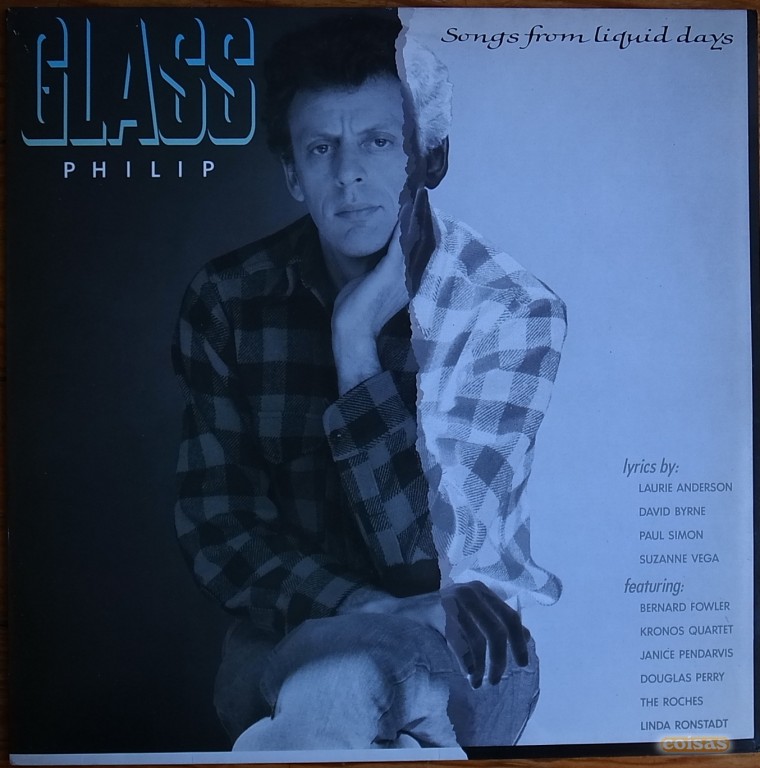 GLASS
PHILIP
Songs from liquid days
lyrics by:
LAURIE ANDERSON
DAVID BYRNE
PAUL SIMON
SUZANNE VEGA
featuring:
BERNARD FOWLER
KRONOS QUARTET
JANICE PENDARVIS
DOUGLAS PERRY
THE ROCHES
LINDA RONSTADT
coisas